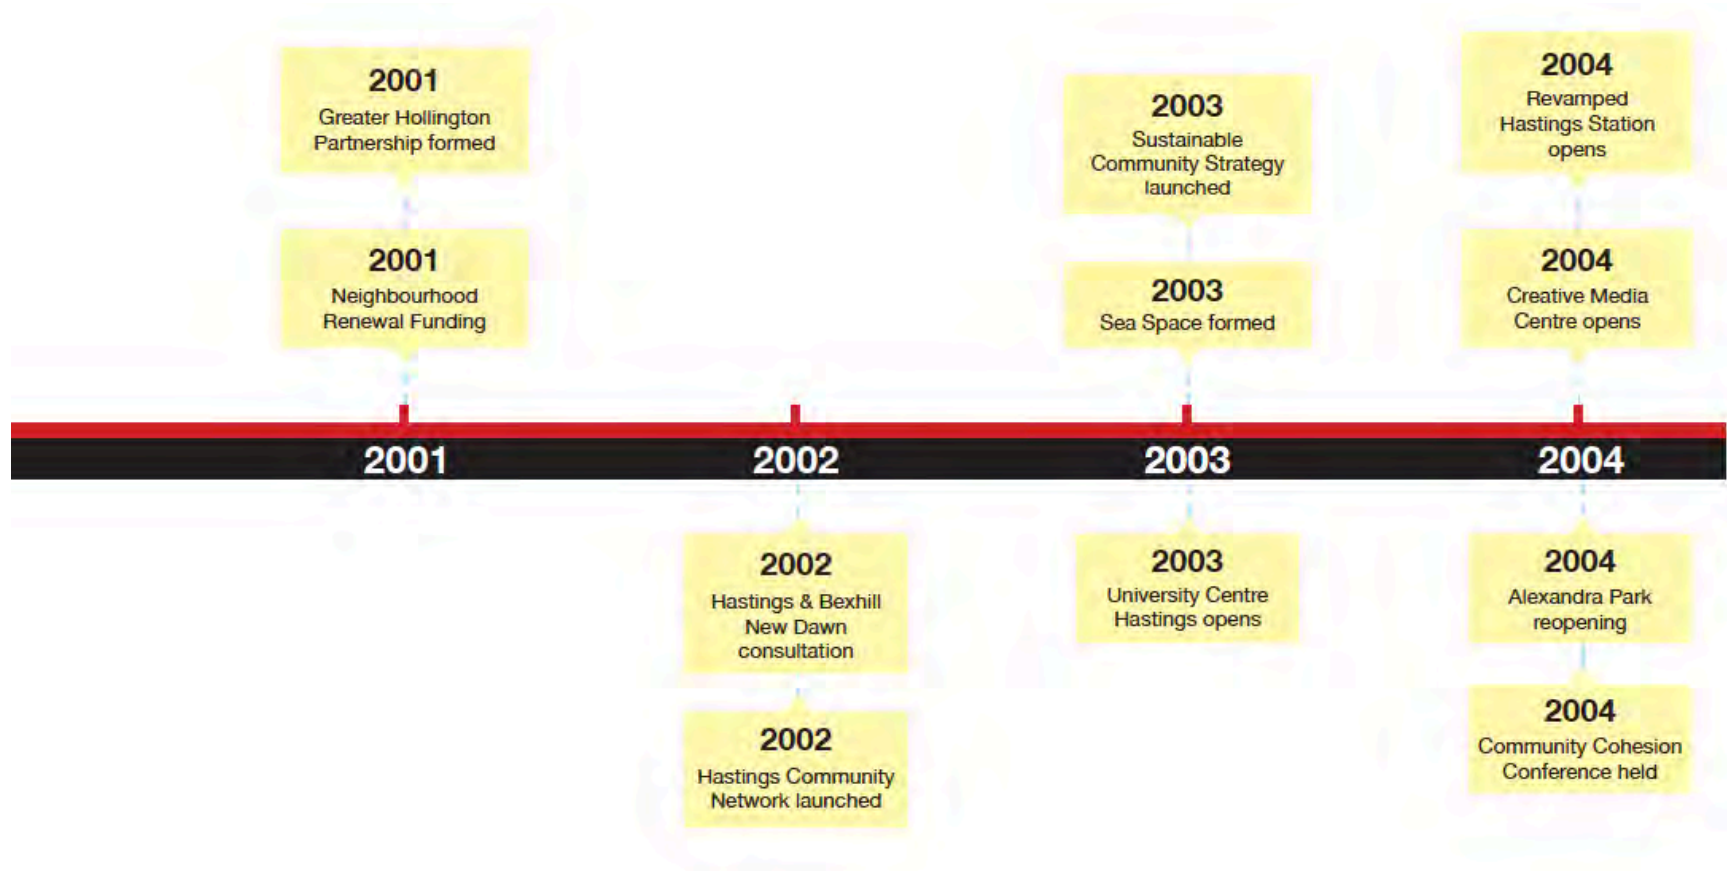 2001
Greater Hollington
Partnership formed
2001
Neighbourhood
Renewal Funding
2003
Sustainable
Community Strategy
launched
2003
Sea Space formed
2004
Revamped
Hastings Station
opens
2004
Creative Media
Centre opens
2001
2002
2003
2004
2002
Hastings & Bexhill
New Dawn
consultation
2002
Hastings Community
Network launched
2003
University Centre
Hastings opens
2004
Alexandra Park
reopening
2004
Community Cohesion
Conference held